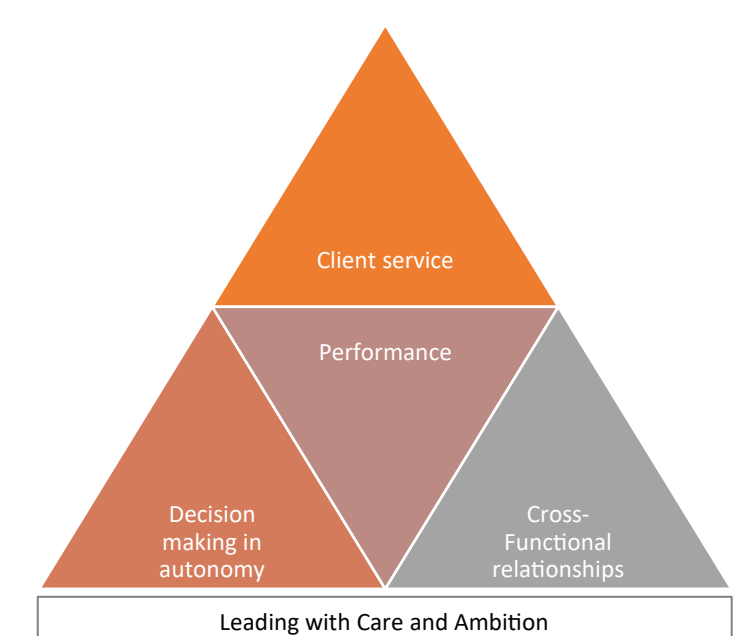 Client service
Performance
Decision
making in
autonomy
Cross-
Functional
relationships
Leading with Care and Ambition